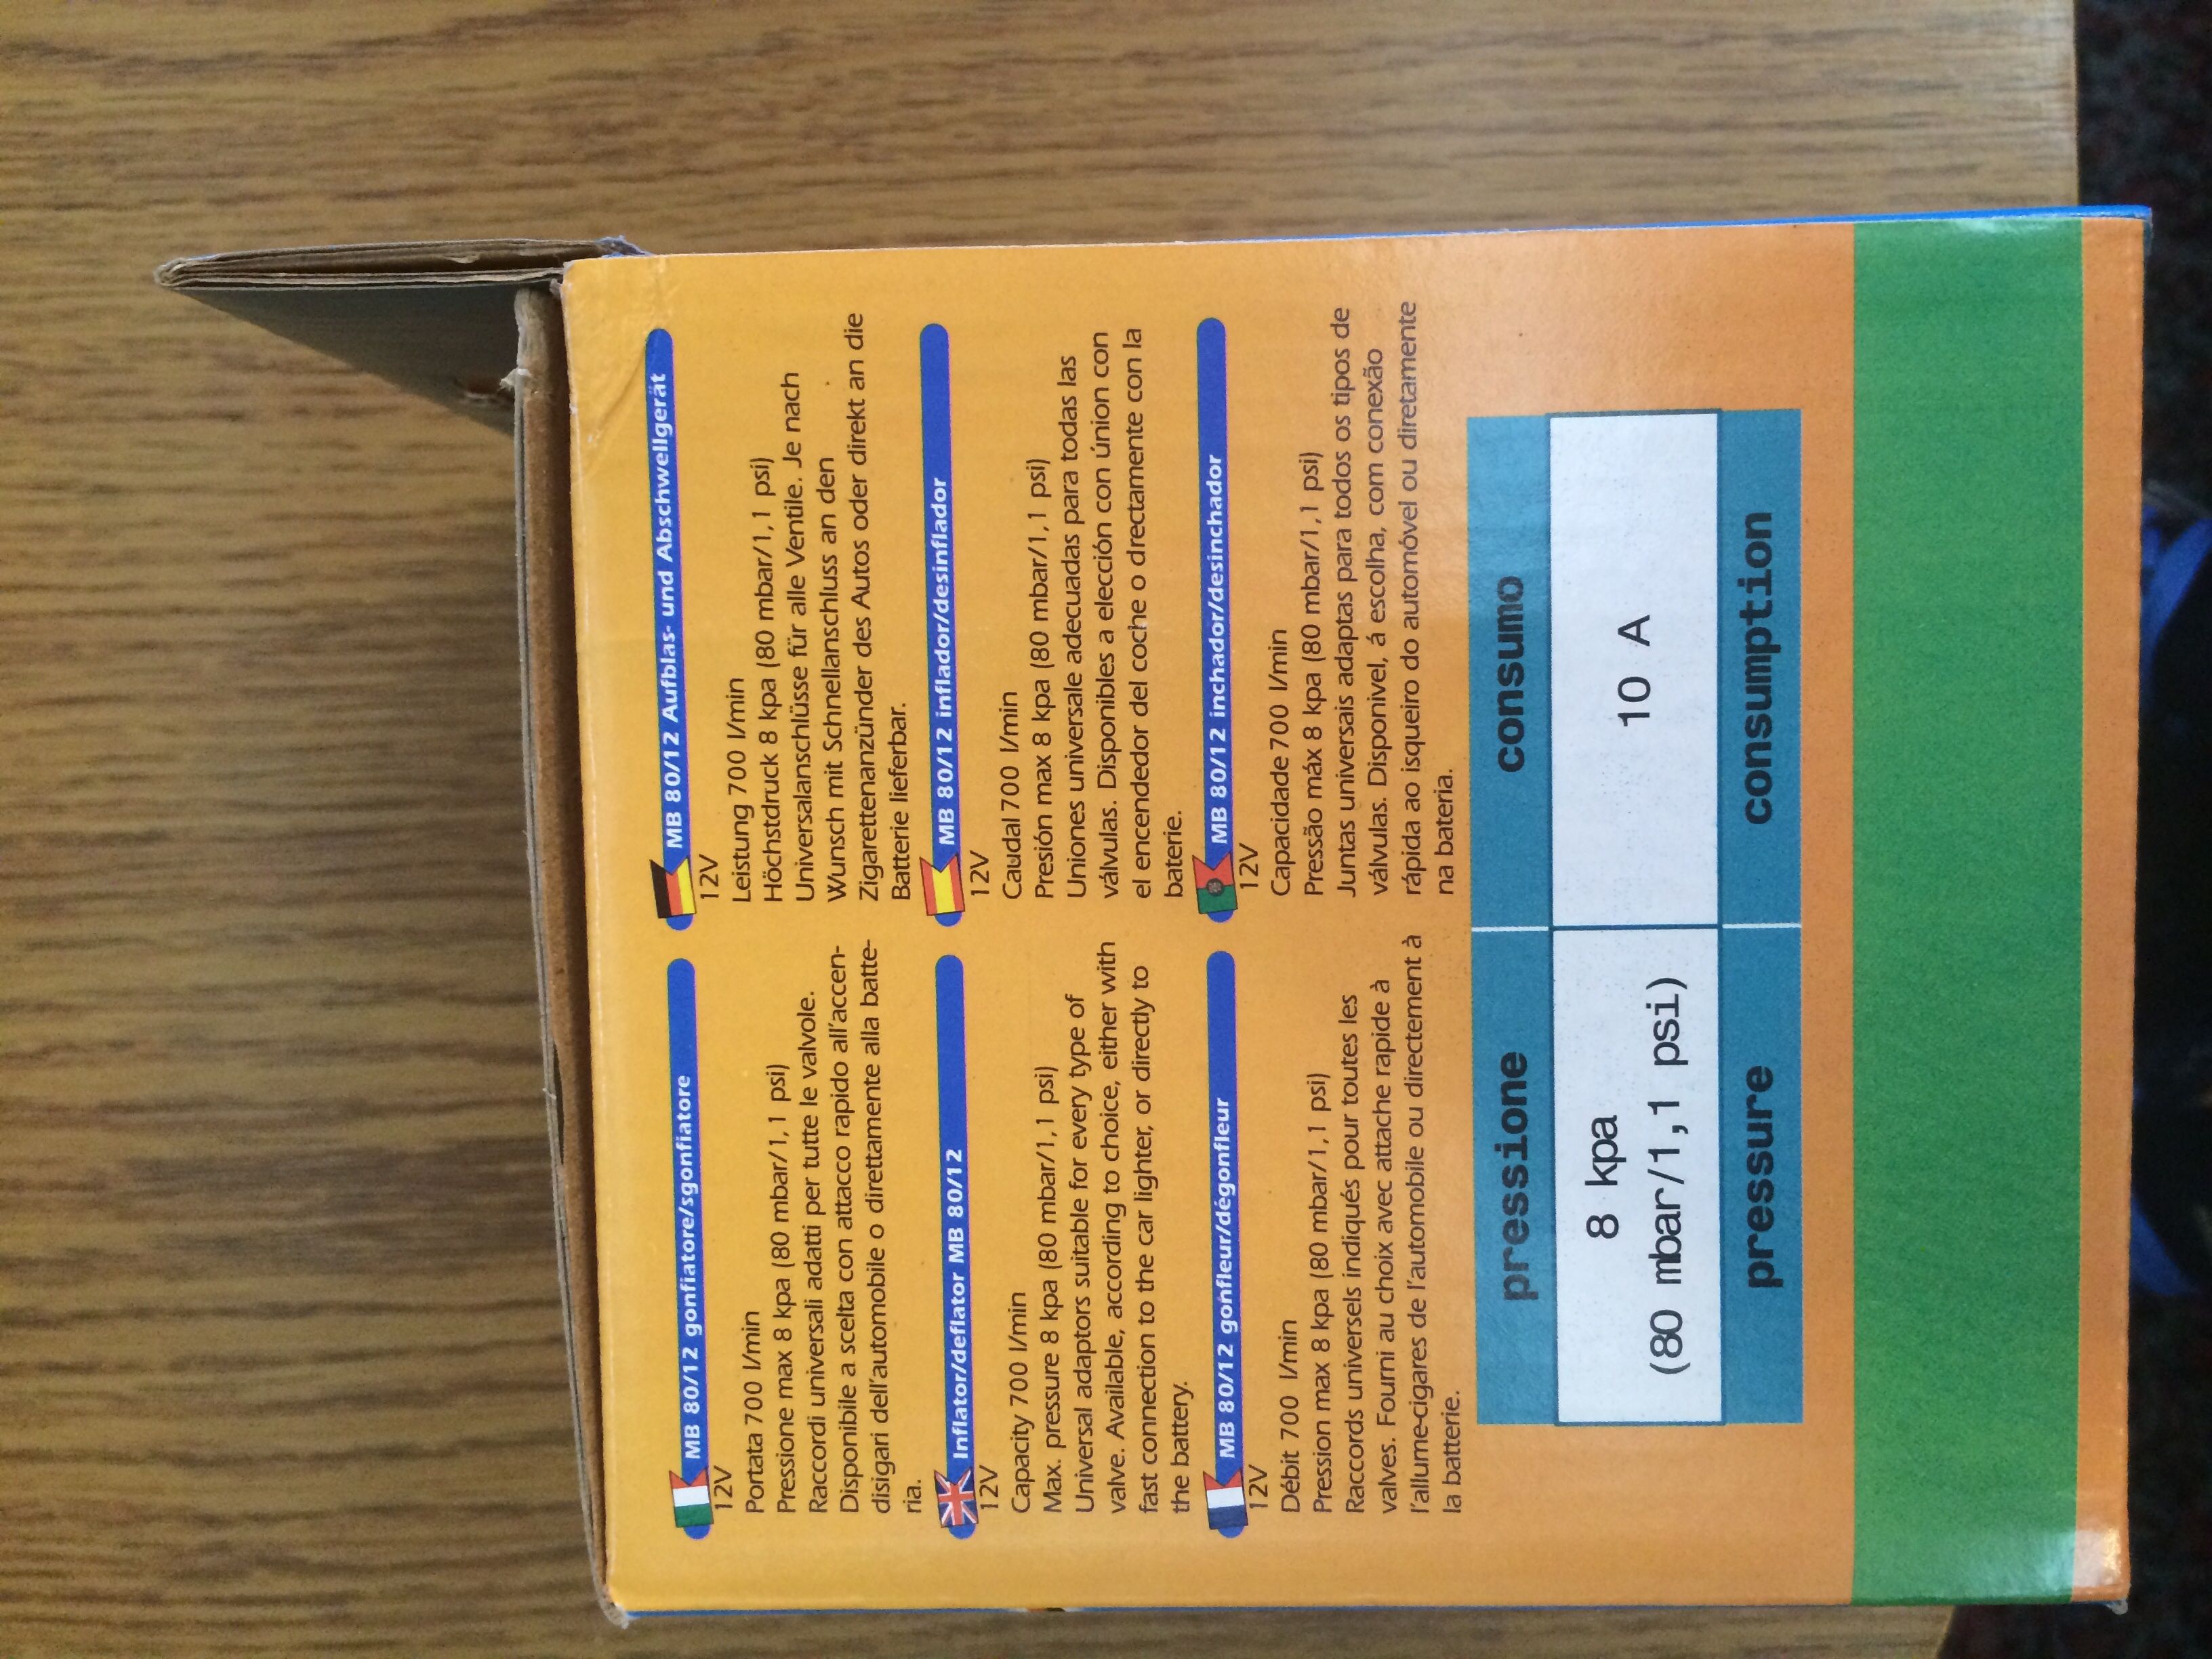 MB 80/12 gonfiatore/sgonfiatore
12V
Portata 700 l/min
Pressione max 8 kpa (80 mbar/1,1 psi)
Raccordi universali adatti per tutte le valvole.
Disponibile a scelta con attacco rapido all'accen-
disigari dell'automobile o direttamente alla batte-
ria.
Inflator/deflator MB 80/12
12V
Capacity 700 l/min
Max. pressure 8 kpa (80 mbar/1,1 psi)
Universal adaptors suitable for every type of
valve. Available, according to choice, either with
fast connection to the car lighter, or directly to
the battery.
MB 80/12 gonfleur/dégonfleur
12V
Débit 700 l/min
Pression max 8 kpa (80 mbar/1,1 psi)
Raccords universels indiqués pour toutes les
valves. Fourni au choix avec attache rapide à
l'allume-cigares de l'automobile ou directement à
la batterie.
MB 80/12 Aufblas- und Abschwellgerät
12V
Leistung 700 l/min
Höchstdruck 8 kpa (80 mbar/1,1 psi)
Universalanschlüsse für alle Ventile. Je nach
Wunsch mit Schnellanschluss an den
Zigarettenanzünder des Autos oder direkt an die
Batterie lieferbar.
MB 80/12 inflador/desinflador
12V
Caudal 700 l/min
Presión max 8 kpa (80 mbar/1,1 psi)
Uniones universale adecuadas para todas las
válvulas. Disponibles a elección con únion con
el encendedor del coche o drectamente con la
baterie.
MB 80/12 inchador/desinchador
12V
Capacidade 700 l/min
Pressão máx 8 kpa (80 mbar/1,1 psi)
Juntas universais adaptas para todos os tipos de
válvulas. Disponivel, á escolha, com conexão
rápida ao isqueiro do automóvel ou diretamente
na bateria.
pressione consumo
8 kpa
(80 mbar/1,1 psi) 10 A
pressure consumption